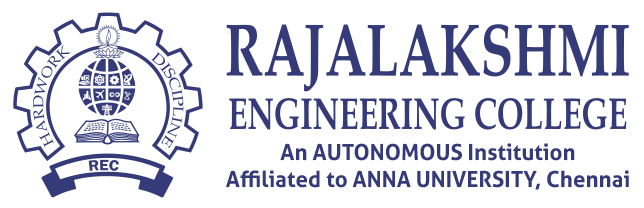 HARDWORK
DISCIPLINE
REC
RAJALAKSHMI
ENGINEERING COLLEGE
An AUTONOMOUS Institution
Affiliated to ANNA UNIVERSITY, Chennai